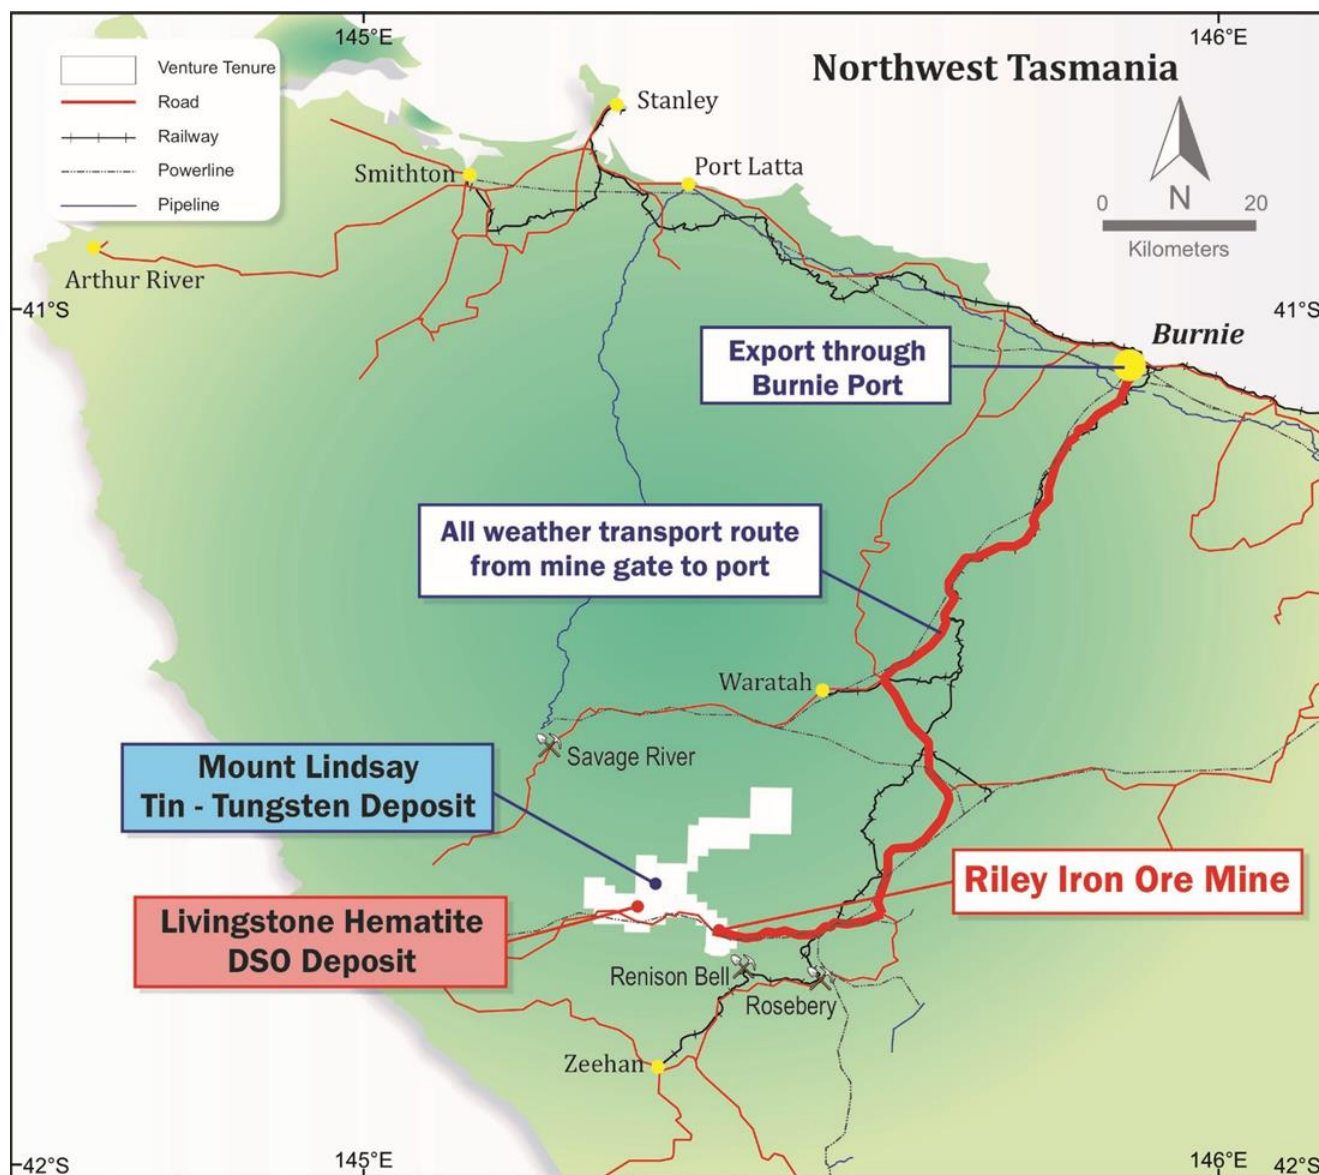 145°E
146°E
Northwest Tasmania
Venture Tenure
Road
Railway
Powerline
Pipeline
Stanley
Smithton
Port Latta
N
0
20
Kilometers
Arthur River
41°S
41°S
Burnie
Export through
Burnie Port
All weather transport route
from mine gate to port
Waratah
Savage River
Mount Lindsay
Tin - Tungsten Deposit
Riley Iron Ore Mine
Livingstone Hematite
DSO Deposit
Renison Bell
Rosebery
Zeehan
42°S
145°E
146°E
42°S